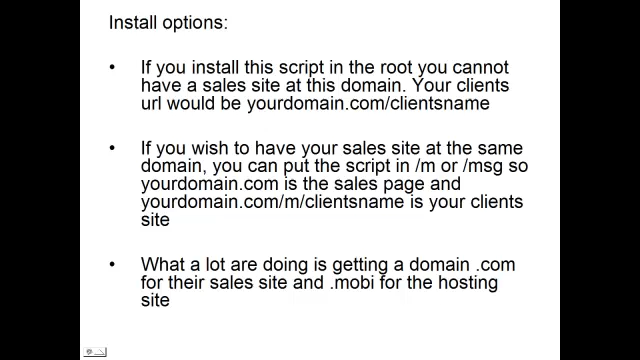 Install options:
• If you install this script in the root you cannot
have a sales site at this domain. Your clients
url would be yourdomain.com/clientsname
• If you wish to have your sales site at the same
domain, you can put the script in /m or /msg so
yourdomain.com is the sales page and
yourdomain.com/m/clientsname is your clients
site
• What a lot are doing is getting a domain .com
for their sales site and .mobi for the hosting
site